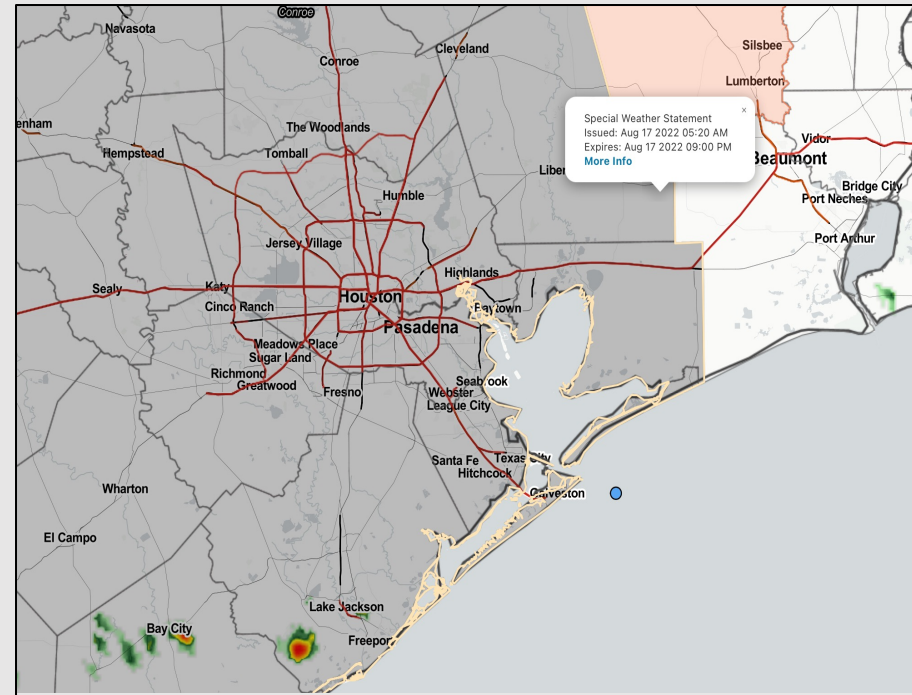 Conroe
Navasota
Cleveland
Silsbee
Conroe
Lumberton
×
Special Weather Statement
Issued: Aug 17 2022 05:20 AM
Expires: Aug 17 2022 09:00 PM
More Info
enham
The Woodlands
Vidor
Hempstead
Tomball
Beaumont
Liber
Humble
Bridge City
Port Neches
Jersey Village
Port Arthur
Highlands
Sealy
Katy
Houston
Cinco Ranch
Baytown
Pasadena
Meadows Place
Sugar Land
Richmond
Greatwood
Seabrook
Fresno
Webster
League City
Santa Fe
Texas City
Hitchcock
Wharton
Galveston
El Campo
Lake Jackson
Bay City
Freepor